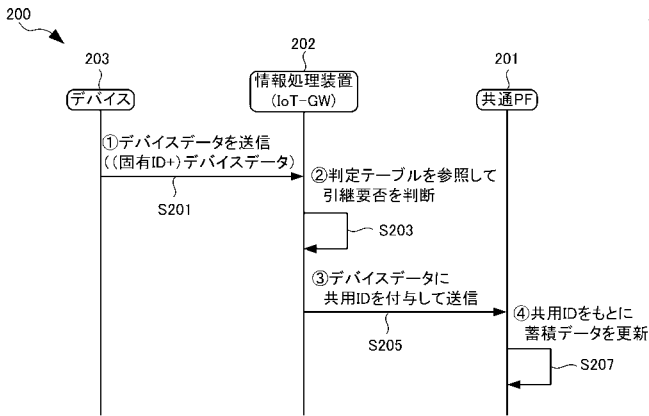 200
203
202
201
デバイス
情報処理装置
(IoT-GW)
共通PF
①デバイスデータを送信
((固有ID+)デバイスデータ)
S201
②判定テーブルを参照して
引継要否を判断
S203
③デバイスデータに
共用IDを付与して送信
S205
④共用IDをもとに
蓄積データを更新
S207